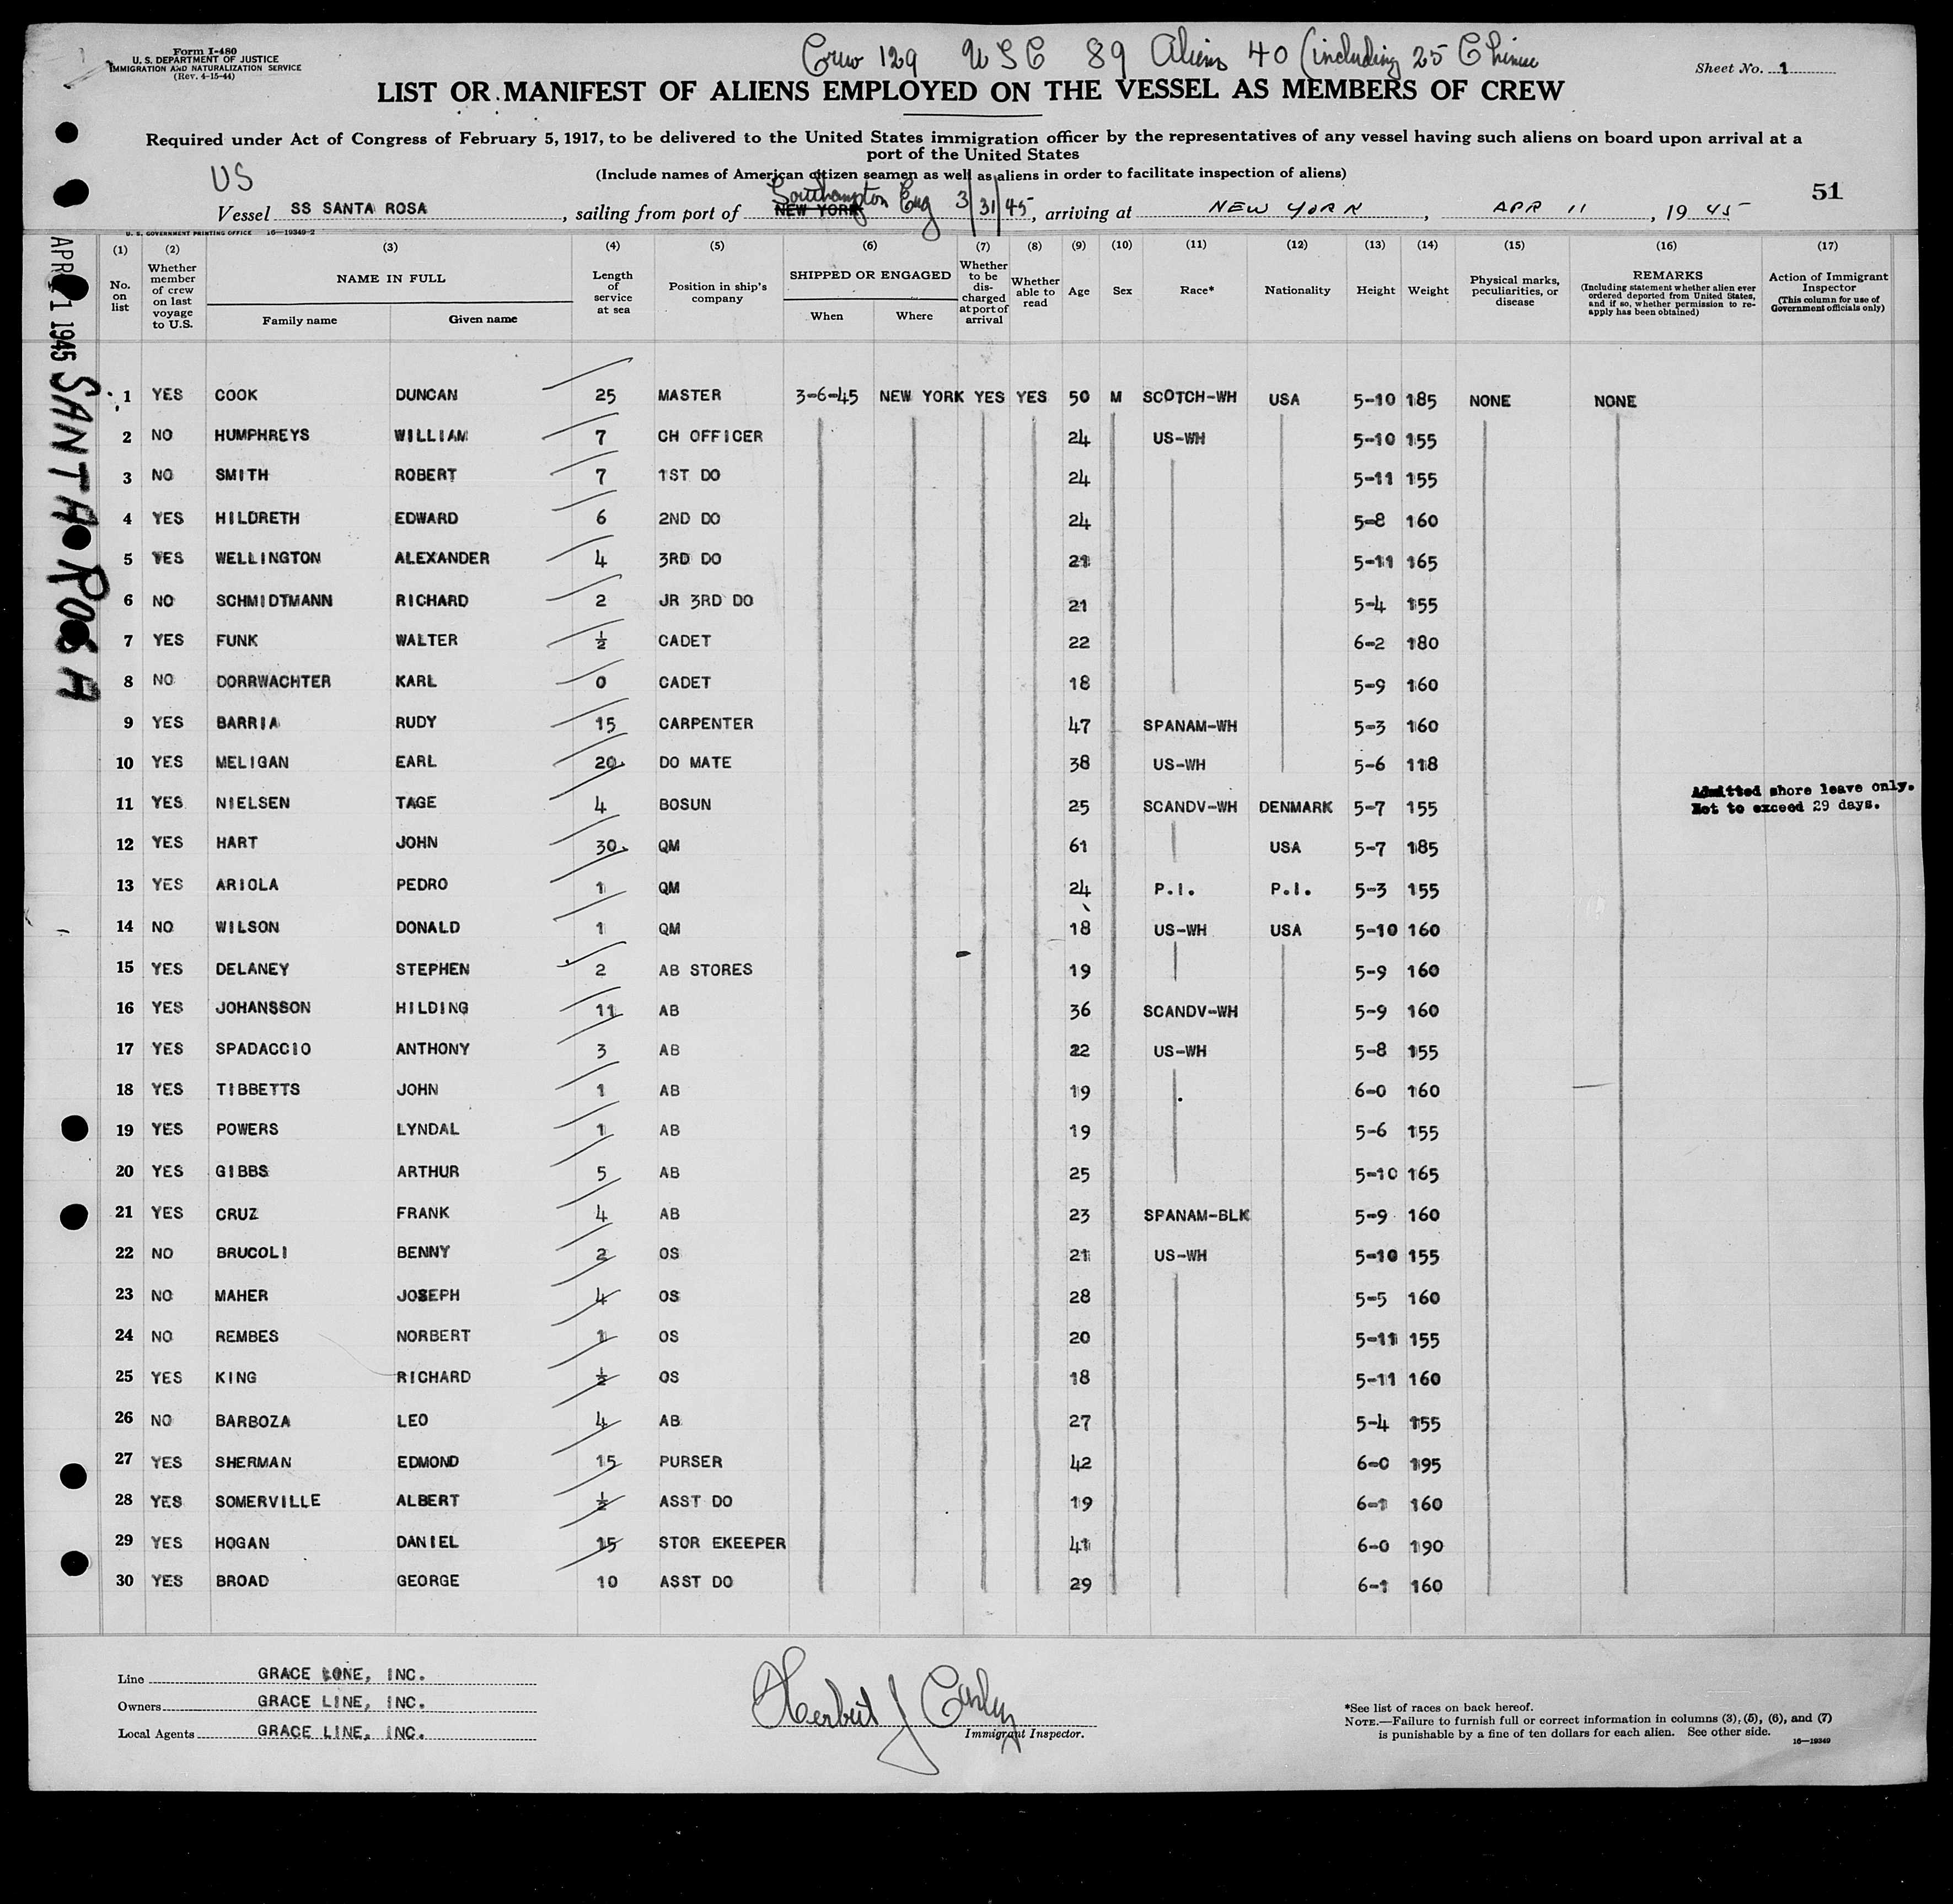 Form I-480
U. S. DEPARTMENT OF JUSTICE
IMMIGRATION AND NATURALIZATION SERVICE
(Rev. 4-15-44)
Crew 129 USC 89 Aliens 40 (including 25 Chinese
Sheet No. 1
LIST OR MANIFEST OF ALIENS EMPLOYED ON THE VESSEL AS MEMBERS OF CREW
Required under Act of Congress of February 5, 1917, to be delivered to the United States immigration officer by the representatives of any vessel having such aliens on board upon arrival at a
port of the United States
(Include names of American citizen seamen as well as aliens in order to facilitate inspection of aliens)
US
51
Southampton Eng 3/31/45
Vessel SS SANTA ROSA, sailing from port of NEW YORK, arriving at NEW YORK, APR 11, 1945
U. S. GOVERNMENT PRINTING OFFICE 16—19349-2
APR 11 1945 SANTA ROSA
(1) No. on list
(2) Whether member of crew on last voyage to U.S.
(3) NAME IN FULL Family name Given name
(4) Length of service at sea
(5) Position in ship's company
(6) SHIPPED OR ENGAGED When Where
(7) Whether to be discharged at port of arrival
(8) Whether able to read
(9) Age
(10) Sex
(11) Race*
(12) Nationality
(13) Height
(14) Weight
(15) Physical marks, peculiarities, or disease
(16) REMARKS (Including statement whether alien ever ordered deported from United States, and if so, whether permission to re-apply has been obtained)
(17) Action of Immigrant Inspector (This column for use of Government officials only)
1 YES COOK DUNCAN 25 MASTER 3-6-45 NEW YORK YES YES 50 M SCOTCH-WH USA 5-10 185 NONE NONE
2 NO HUMPHREYS WILLIAM 7 CH OFFICER 24 US-WH 5-10 155
3 NO SMITH ROBERT 7 1ST DO 24 5-11 155
4 YES HILDRETH EDWARD 6 2ND DO 24 5-8 160
5 YES WELLINGTON ALEXANDER 4 3RD DO 21 5-11 165
6 NO SCHMIDTMANN RICHARD 2 JR 3RD DO 21 5-4 155
7 YES FUNK WALTER ½ CADET 22 6-2 180
8 NO DORRWACHTER KARL 0 CADET 18 5-9 160
9 YES BARRIA RUDY 15 CARPENTER 47 SPANAM-WH 5-3 160
10 YES MELIGAN EARL 20 DO MATE 38 US-WH 5-6 118
11 YES NIELSEN TAGE 4 BOSUN 25 SCANDV-WH DENMARK 5-7 155 Admitted shore leave only. Not to exceed 29 days.
12 YES HART JOHN 30 QM 61 USA 5-7 185
13 YES ARIOLA PEDRO 1 QM 24 P.I. P.I. 5-3 155
14 NO WILSON DONALD 1 QM 18 US-WH USA 5-10 160
15 YES DELANEY STEPHEN 2 AB STORES 19 5-9 160
16 YES JOHANSSON HILDING 11 AB 36 SCANDV-WH 5-9 160
17 YES SPADACCIO ANTHONY 3 AB 22 US-WH 5-8 155
18 YES TIBBETTS JOHN 1 AB 19 6-0 160
19 YES POWERS LYNDAL 1 AB 19 5-6 155
20 YES GIBBS ARTHUR 5 AB 25 5-10 165
21 YES CRUZ FRANK 4 AB 23 SPANAM-BLK 5-9 160
22 NO BRUCOLI BENNY 2 OS 21 US-WH 5-10 155
23 NO MAHER JOSEPH 4 OS 28 5-5 160
24 NO REMBES NORBERT 1 OS 20 5-11 155
25 YES KING RICHARD ½ OS 18 5-11 160
26 NO BARBOZA LEO 4 AB 27 5-4 155
27 YES SHERMAN EDMOND 15 PURSER 42 6-0 195
28 YES SOMERVILLE ALBERT ½ ASST DO 19 6-1 160
29 YES HOGAN DANIEL 15 STOR EKEEPER 41 6-0 190
30 YES BROAD GEORGE 10 ASST DO 29 6-1 160
Line GRACE LONE, INC.
Owners GRACE LINE, INC.
Local Agents GRACE LINE, INC.
Herbert J
Immigrant Inspector.
*See list of races on back hereof.
NOTE.—Failure to furnish full or correct information in columns (3), (5), (6), and (7)
is punishable by a fine of ten dollars for each alien. See other side.
16—19349